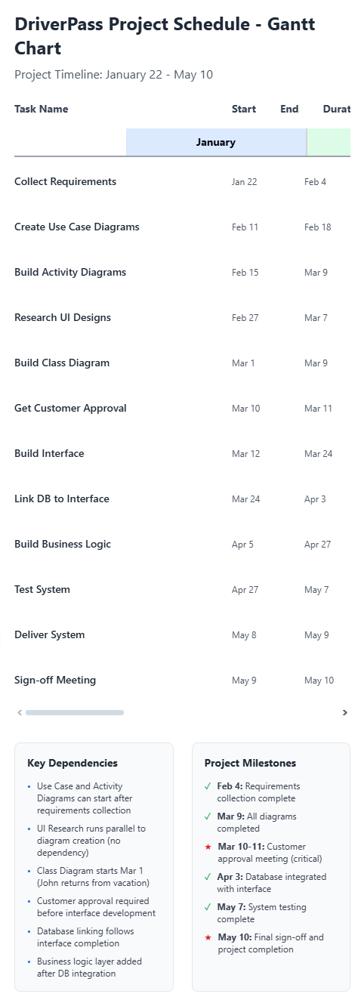 DriverPass Project Schedule - Gantt
Chart
Project Timeline: January 22 - May 10
Task Name Start End Durat
January
Collect Requirements Jan 22 Feb 4
Create Use Case Diagrams Feb 11 Feb 18
Build Activity Diagrams Feb 15 Mar 9
Research UI Designs Feb 27 Mar 7
Build Class Diagram Mar 1 Mar 9
Get Customer Approval Mar 10 Mar 11
Build Interface Mar 12 Mar 24
Link DB to Interface Mar 24 Apr 3
Build Business Logic Apr 5 Apr 27
Test System Apr 27 May 7
Deliver System May 8 May 9
Sign-off Meeting May 9 May 10
Key Dependencies
• Use Case and Activity
Diagrams can start after
requirements collection
• UI Research runs parallel to
diagram creation (no
dependency)
• Class Diagram starts Mar 1
(John returns from vacation)
• Customer approval required
before interface development
• Database linking follows
interface completion
• Business logic layer added
after DB integration
Project Milestones
✓ Feb 4: Requirements
collection complete
✓ Mar 9: All diagrams
completed
★ Mar 10-11: Customer
approval meeting (critical)
✓ Apr 3: Database integrated
with interface
✓ May 7: System testing
complete
★ May 10: Final sign-off and
project completion